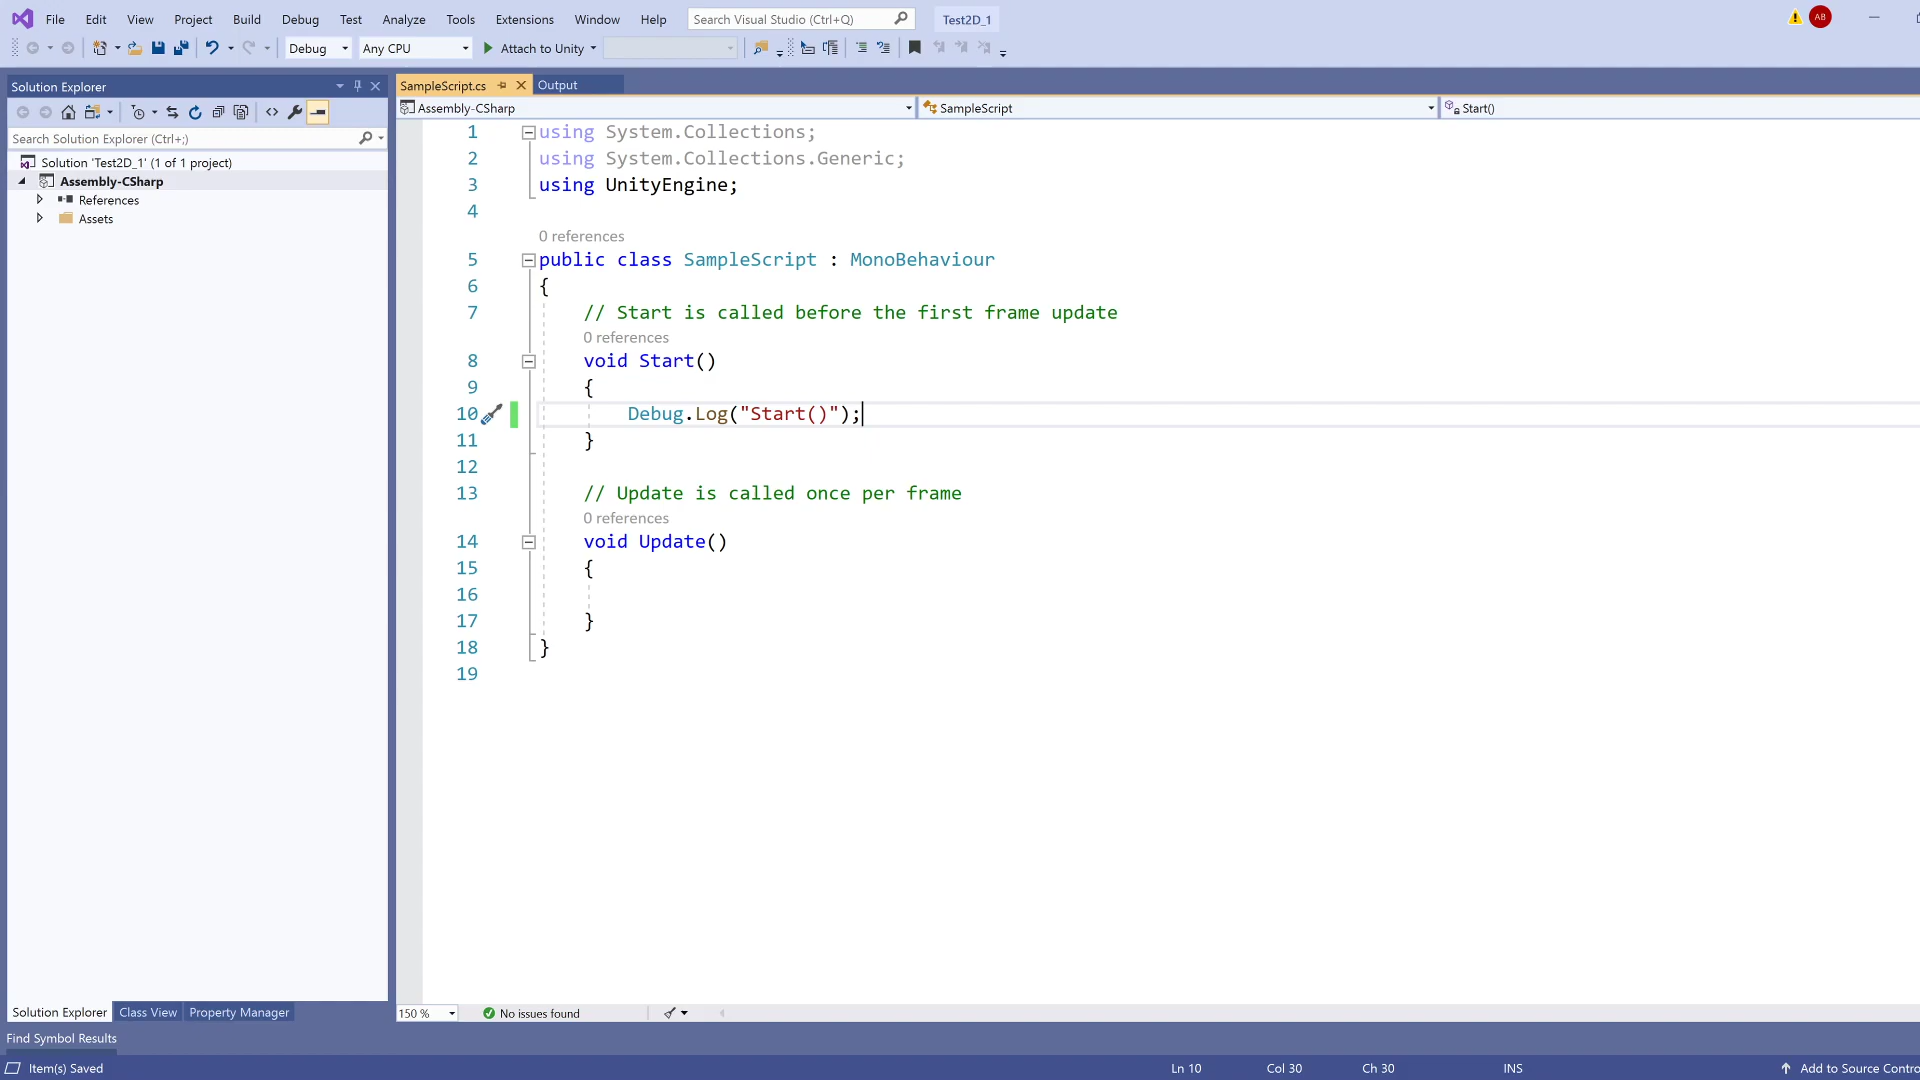 File Edit View Project Build Debug Test Analyze Tools Extensions Window Help Search Visual Studio (Ctrl+Q) Test2D_1 AB
Debug Any CPU Attach to Unity
Solution Explorer
Search Solution Explorer (Ctrl+;)
Solution 'Test2D_1' (1 of 1 project)
Assembly-CSharp
References
Assets
SampleScript.cs Output
Assembly-CSharp SampleScript Start()
1 using System.Collections;
2 using System.Collections.Generic;
3 using UnityEngine;
4
0 references
5 public class SampleScript : MonoBehaviour
6 {
7 // Start is called before the first frame update
0 references
8 void Start()
9 {
10 Debug.Log("Start()");
11 }
12
13 // Update is called once per frame
0 references
14 void Update()
15 {
16
17 }
18 }
19
150 % No issues found
Solution Explorer Class View Property Manager
Find Symbol Results
Item(s) Saved Ln 10 Col 30 Ch 30 INS Add to Source Contro